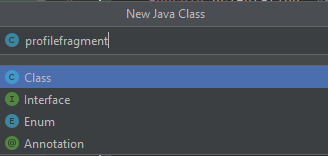 New Java Class
C profilefragment
C Class
I Interface
E Enum
@ Annotation